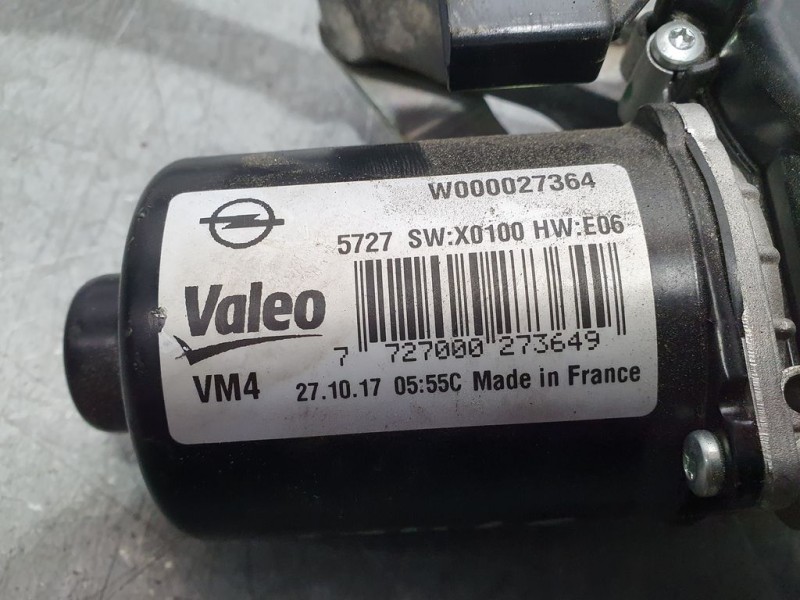 W000027364
5727 SW:X0100 HW:E06
Valeo
7 727000 273649
VM4 27.10.17 05:55C Made in France